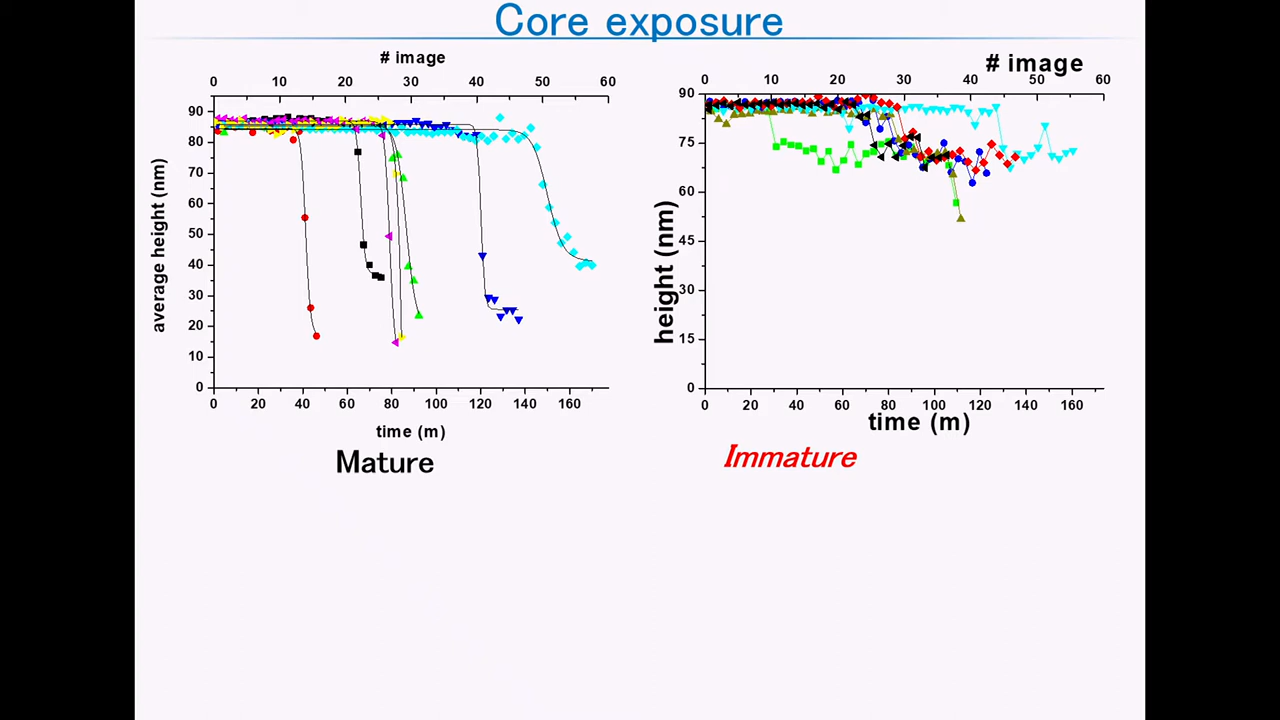 Core exposure
# image
0 10 20 30 40 50 60
90
80
70
60
50
40
30
20
10
0
average height (nm)
0 20 40 60 80 100 120 140 160
time (m)
Mature
# image
0 10 20 30 40 50 60
90
75
60
45
30
15
0
height (nm)
0 20 40 60 80 100 120 140 160
time (m)
Immature